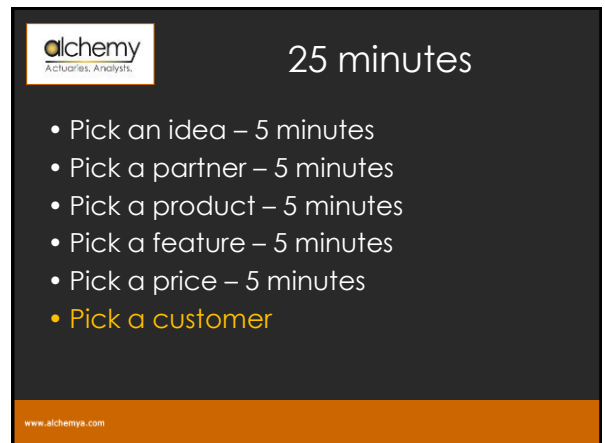 alchemy
Actuaries. Analysts.
25 minutes
• Pick an idea – 5 minutes
• Pick a partner – 5 minutes
• Pick a product – 5 minutes
• Pick a feature – 5 minutes
• Pick a price – 5 minutes
• Pick a customer
www.alchemya.com